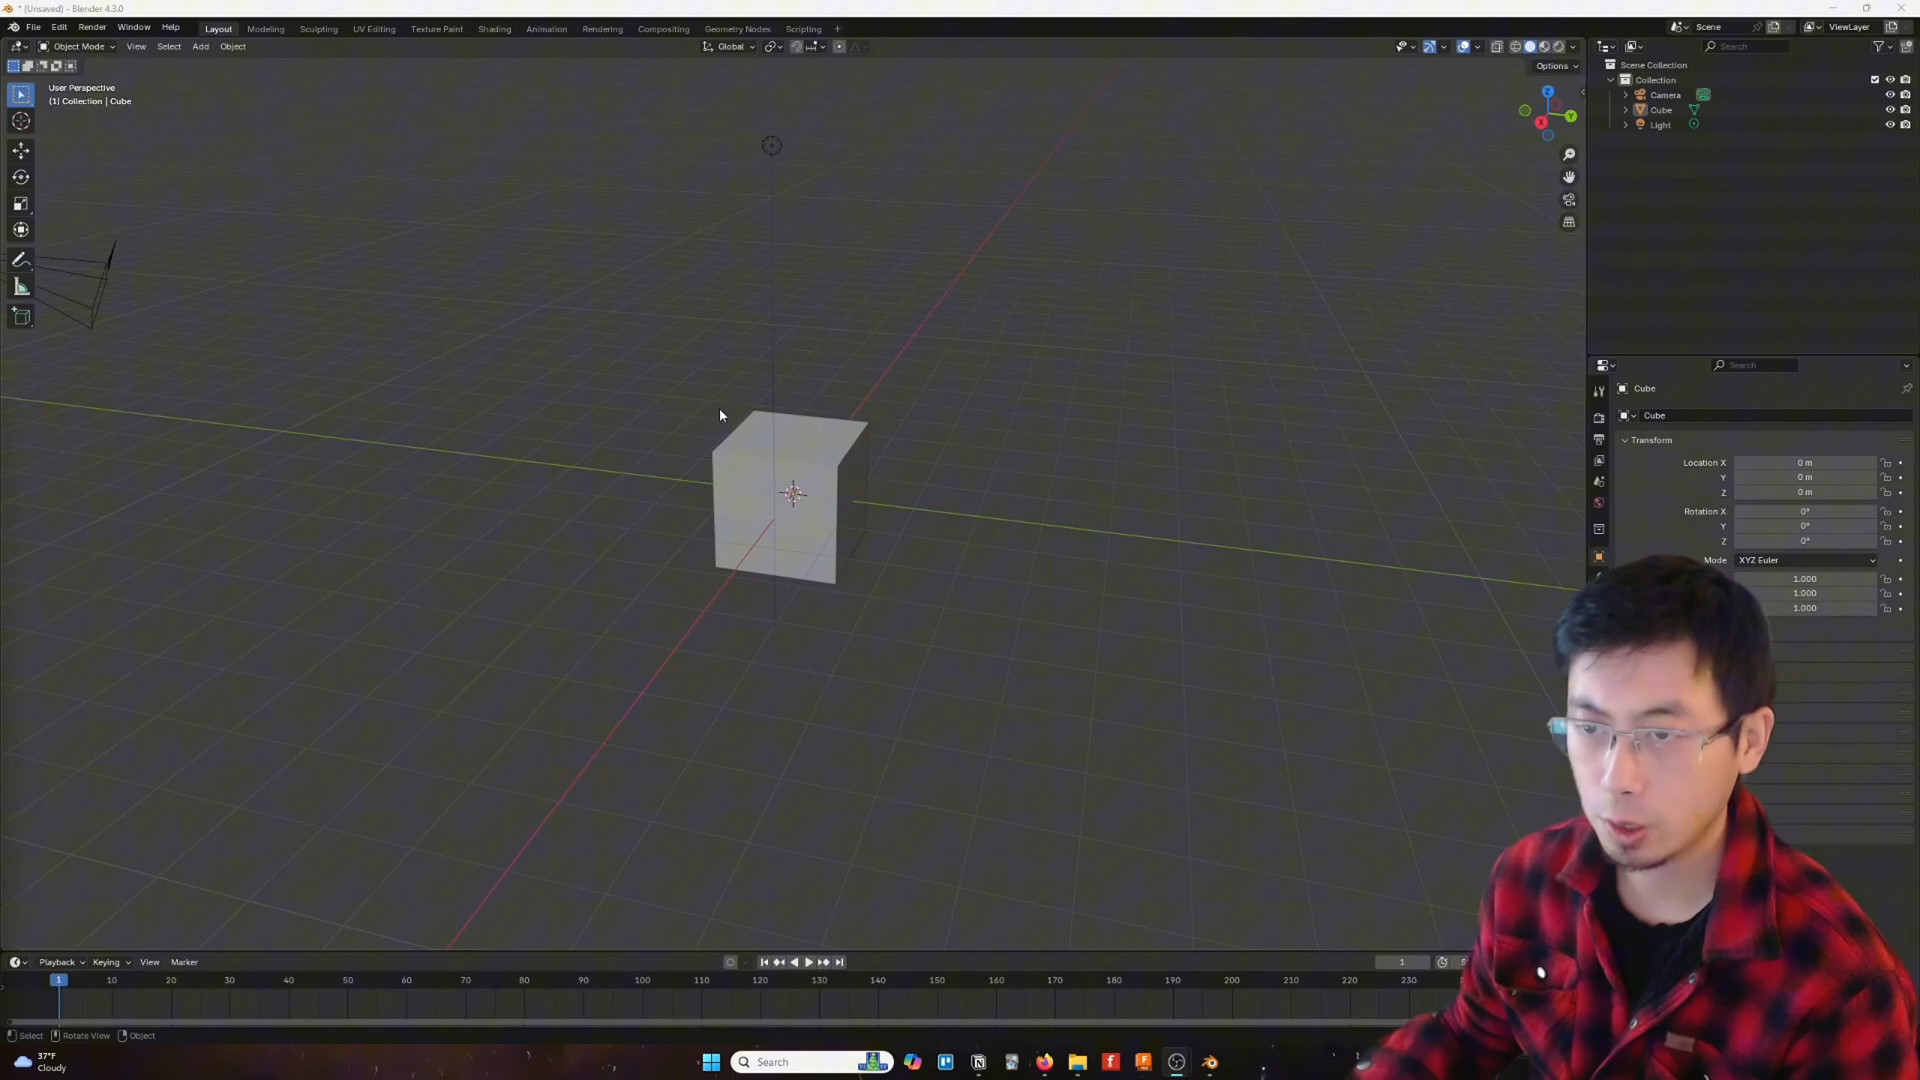 * (Unsaved) - Blender 4.3.0
File Edit Render Window Help Layout Modeling Sculpting UV Editing Texture Paint Shading Animation Rendering Compositing Geometry Nodes Scripting + Scene ViewLayer
Object Mode View Select Add Object Global Search
Options
User Perspective
(1) Collection | Cube
Z
Y
X
Scene Collection
Collection
Camera
Cube
Light
Search
Cube
Cube
Transform
Location X 0 m
Y 0 m
Z 0 m
Rotation X 0°
Y 0°
Z 0°
Mode XYZ Euler
1.000
1.000
1.000
Playback Keying View Marker 1 S
1 10 20 30 40 50 60 70 80 90 100 110 120 130 140 150 160 170 180 190 200 210 220 230
Select Rotate View Object
37°F
Cloudy
Search